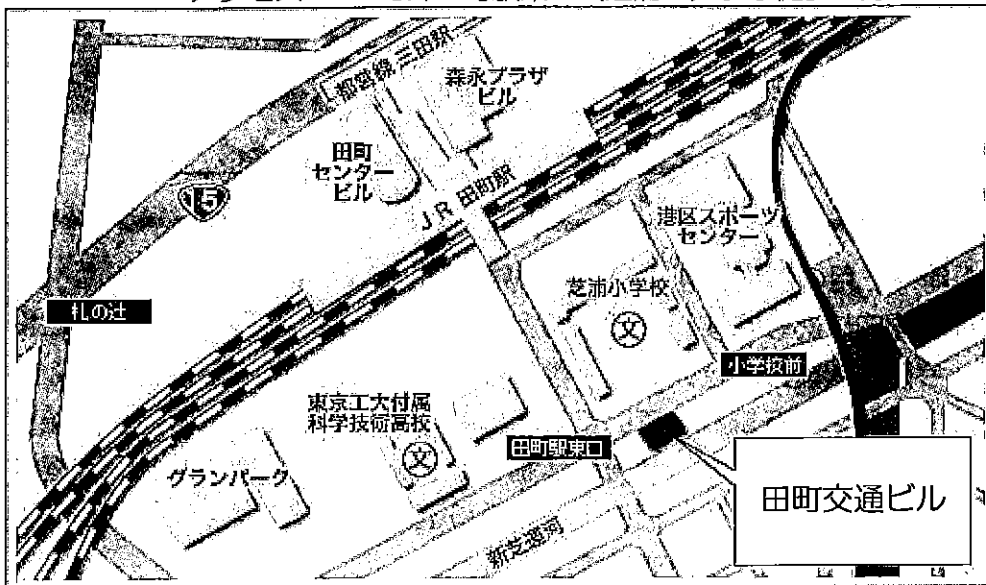 都営線 三田駅
森永プラザ
ビル
田町
センター
ビル
15
JR 田町駅
港区スポーツ
センター
芝浦小学校
文
札の辻
小学校前
東京工大付属
科学技術高校
文
田町駅東口
グランパーク
田町交通ビル
新芝運河